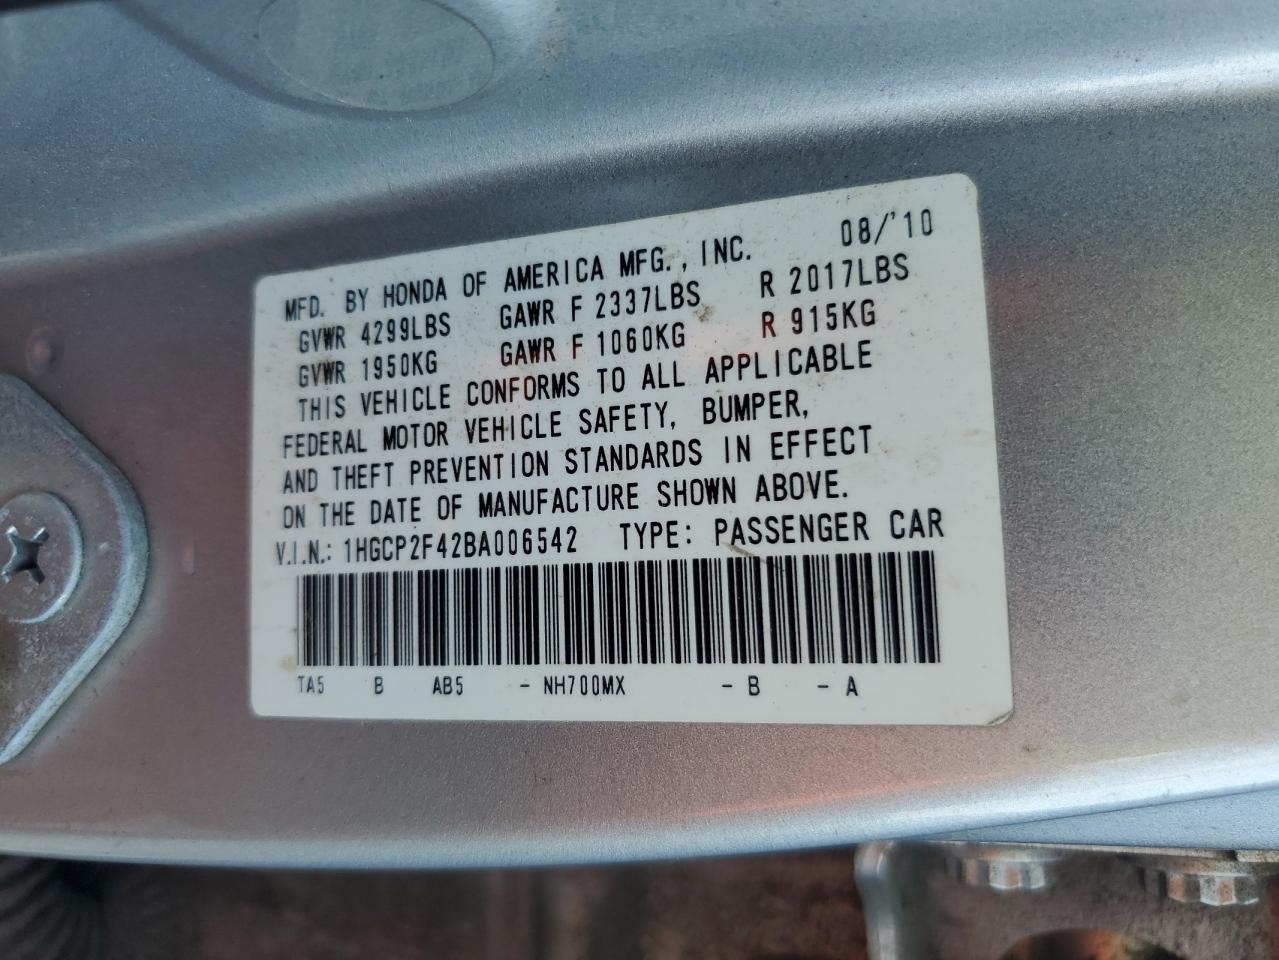 MFD. BY HONDA OF AMERICA MFG., INC. 08/'10
GVWR 4299LBS GAWR F 2337LBS R 2017LBS
GVWR 1950KG GAWR F 1060KG R 915KG
THIS VEHICLE CONFORMS TO ALL APPLICABLE
FEDERAL MOTOR VEHICLE SAFETY, BUMPER,
AND THEFT PREVENTION STANDARDS IN EFFECT
ON THE DATE OF MANUFACTURE SHOWN ABOVE.
V.I.N.: 1HGCP2F42BA006542 TYPE: PASSENGER CAR
TA5 B AB5 - NH700MX - B - A